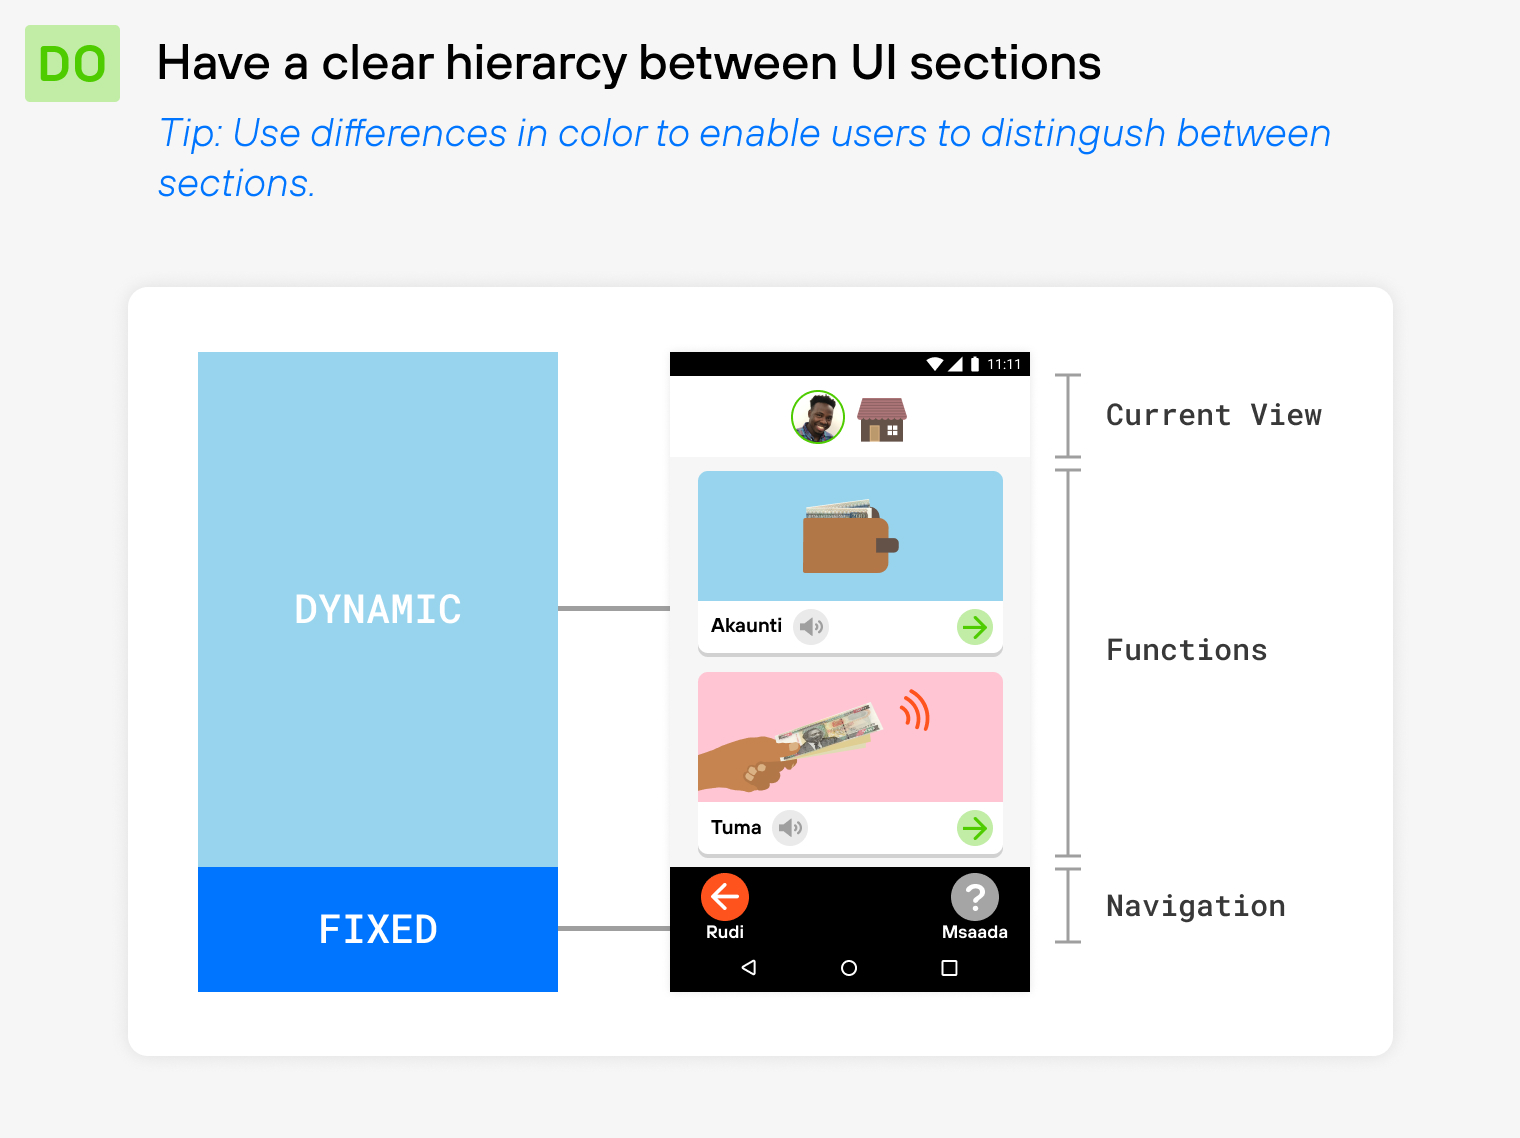 DO
Have a clear hierarcy between UI sections
Tip: Use differences in color to enable users to distingush between
sections.
DYNAMIC
FIXED
11:11
Akaunti
Tuma
Rudi
?
Msaada
Current View
Functions
Navigation